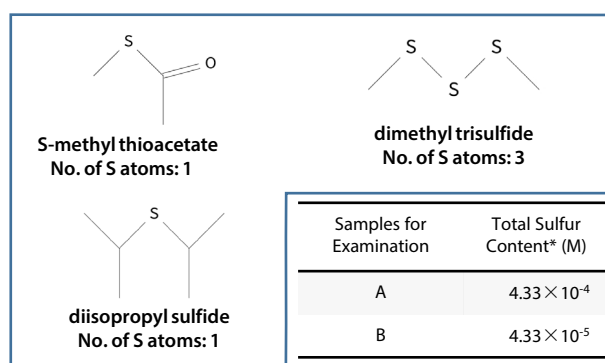 S
O
S-methyl thioacetate
No. of S atoms: 1
S S
S
dimethyl trisulfide
No. of S atoms: 3
S
diisopropyl sulfide
No. of S atoms: 1
Samples for Examination
Total Sulfur Content* (M)
A 4.33×10⁻⁴
B 4.33×10⁻⁵